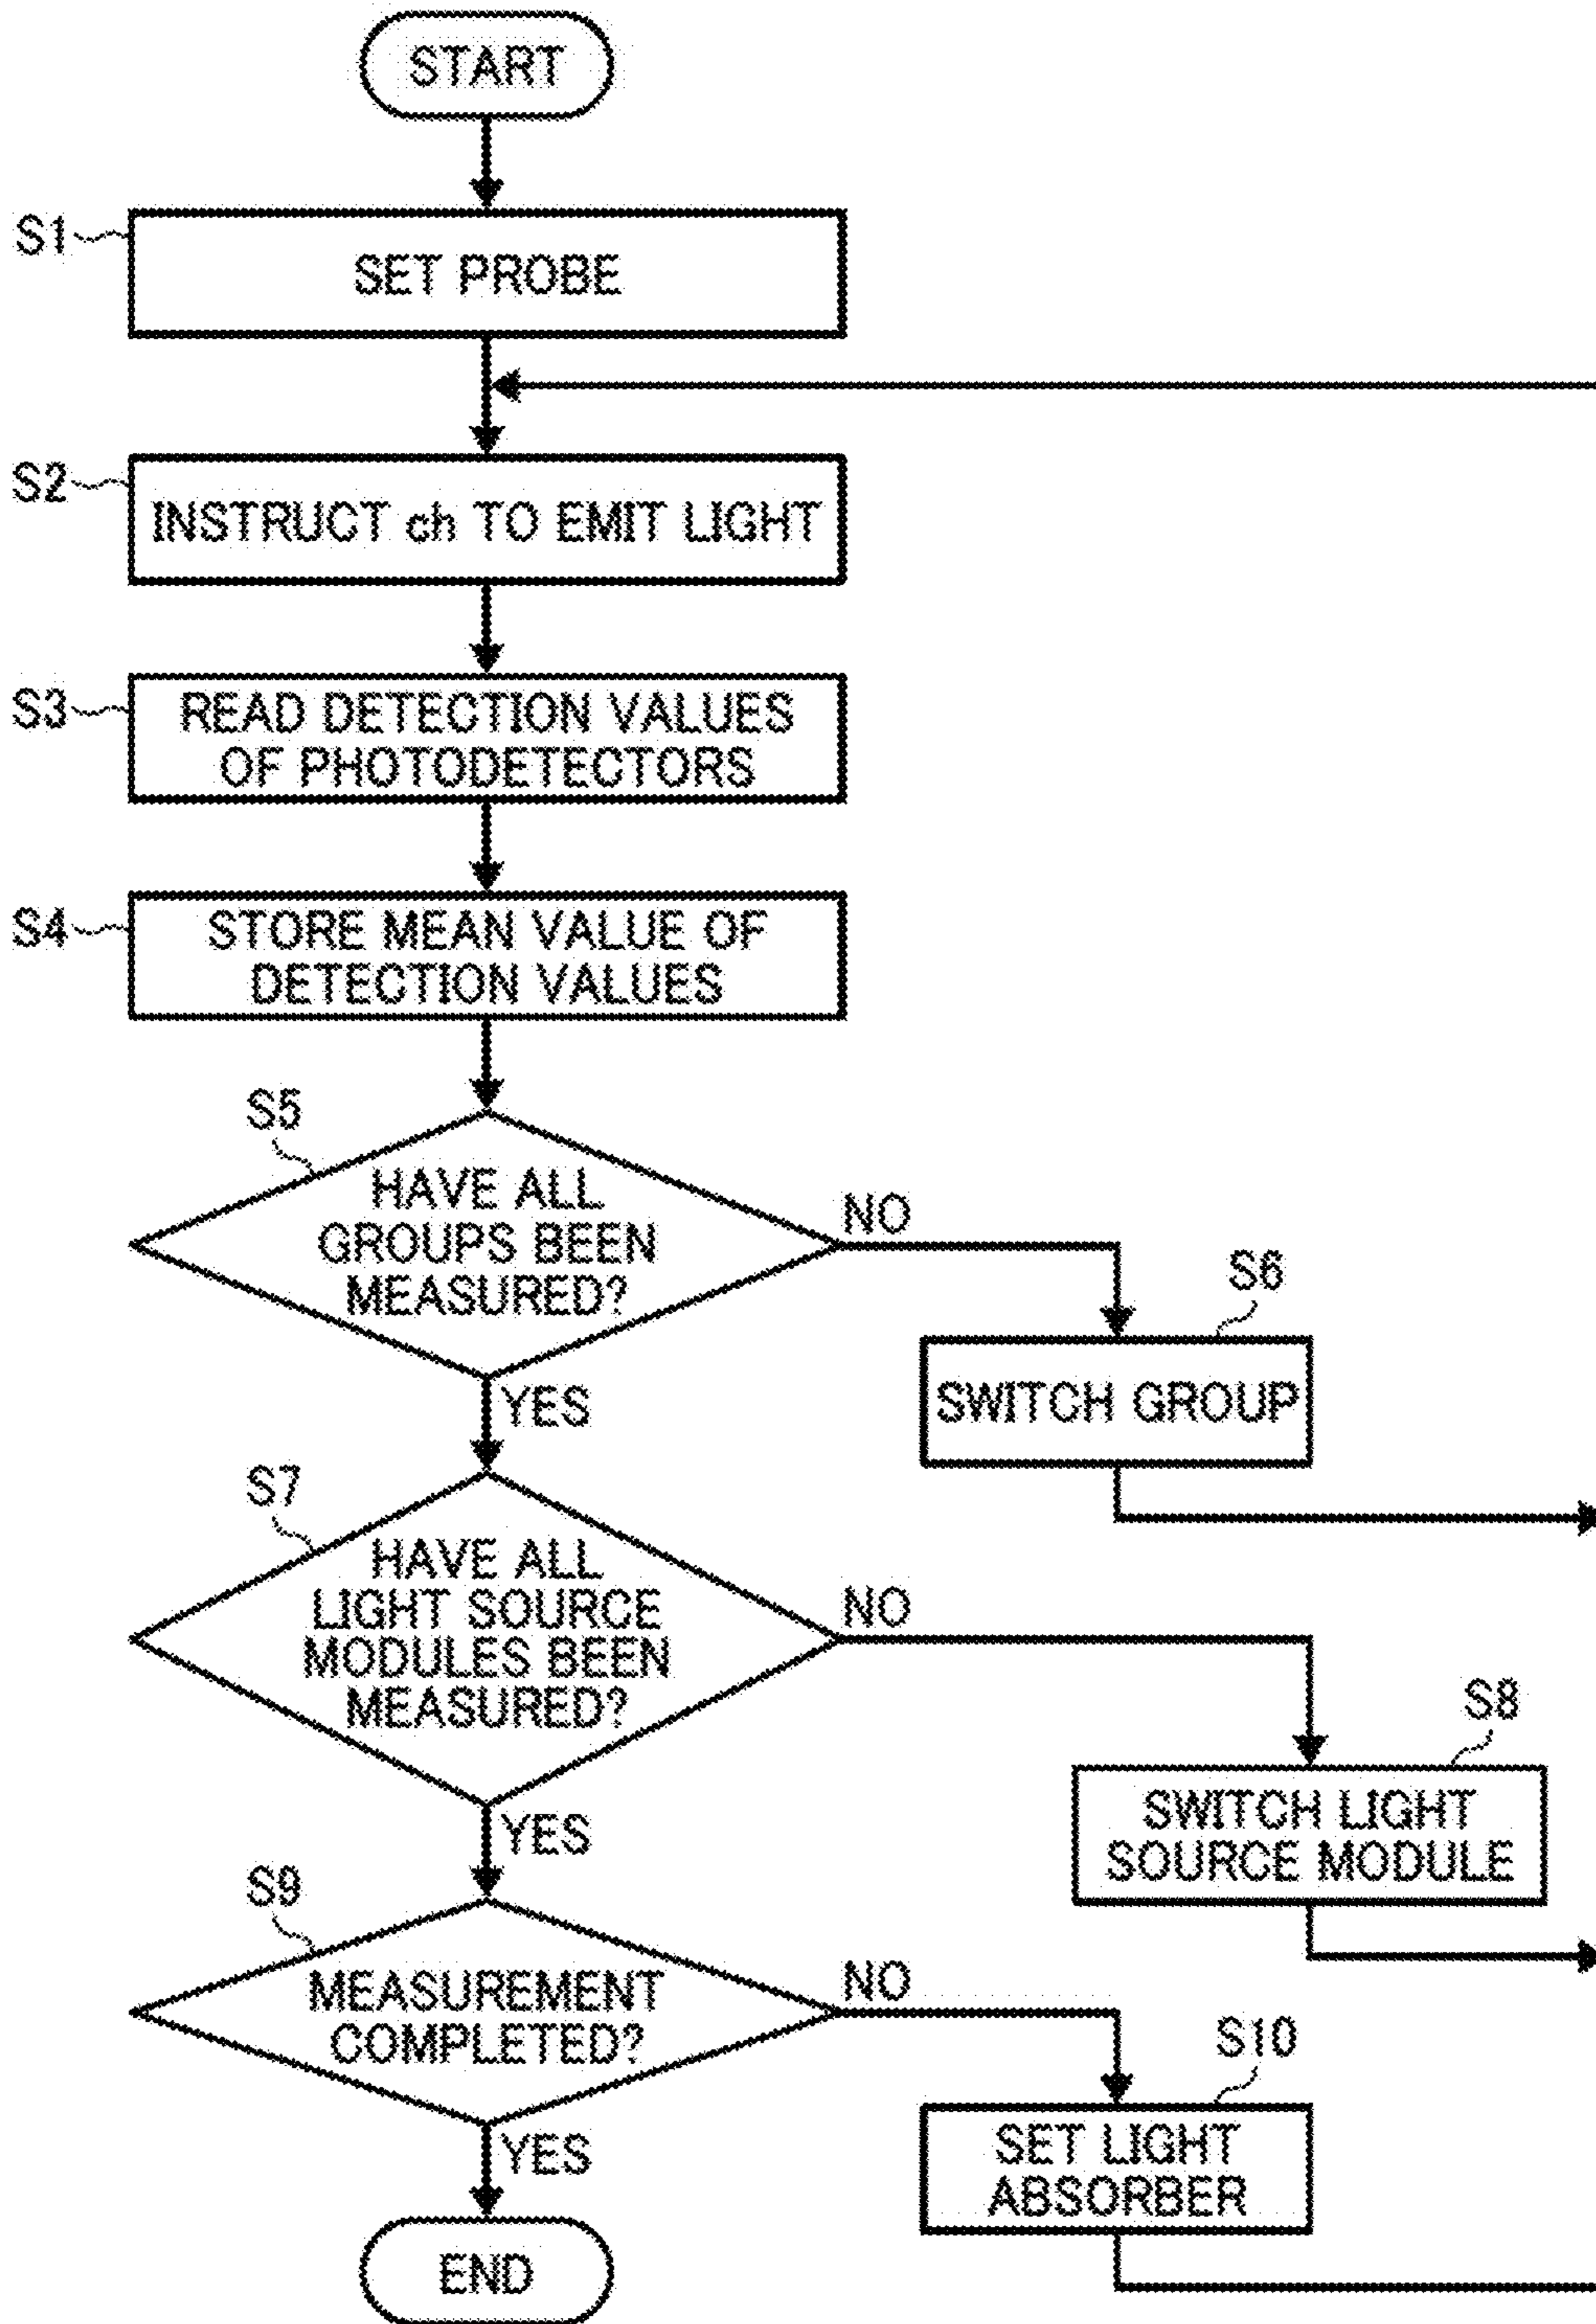 START
S1
SET PROBE
S2
INSTRUCT ch TO EMIT LIGHT
S3
READ DETECTION VALUES
OF PHOTODETECTORS
S4
STORE MEAN VALUE OF
DETECTION VALUES
S5
HAVE ALL
GROUPS BEEN
MEASURED?
NO
S6
SWITCH GROUP
YES
S7
HAVE ALL
LIGHT SOURCE
MODULES BEEN
MEASURED?
NO
S8
SWITCH LIGHT
SOURCE MODULE
YES
S9
MEASUREMENT
COMPLETED?
NO
S10
SET LIGHT
ABSORBER
YES
END